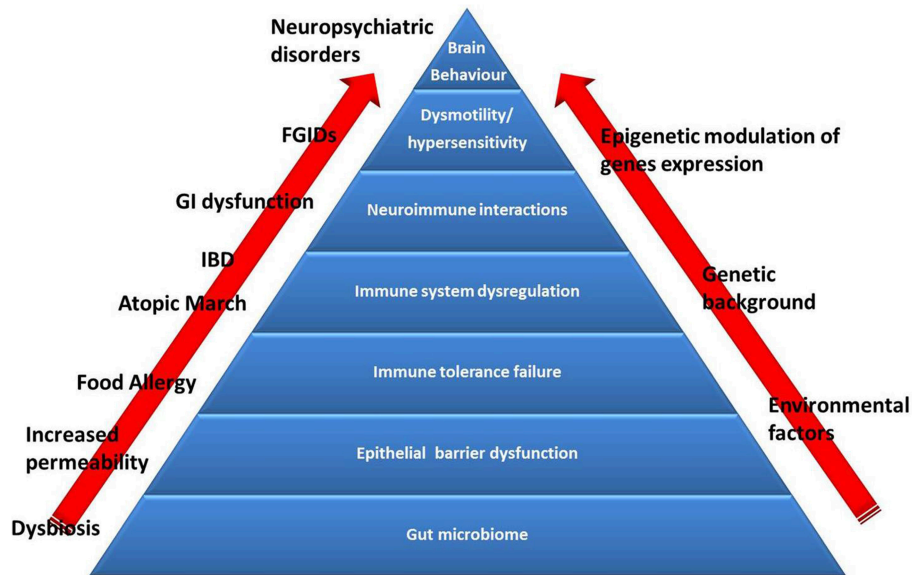 Neuropsychiatric
disorders
FGIDs
GI dysfunction
IBD
Atopic March
Food Allergy
Increased
permeability
Dysbiosis
Brain
Behaviour
Dysmotility/
hypersensitivity
Neuroimmune interactions
Immune system dysregulation
Immune tolerance failure
Epithelial barrier dysfunction
Gut microbiome
Epigenetic modulation of
genes expression
Genetic
background
Environmental
factors